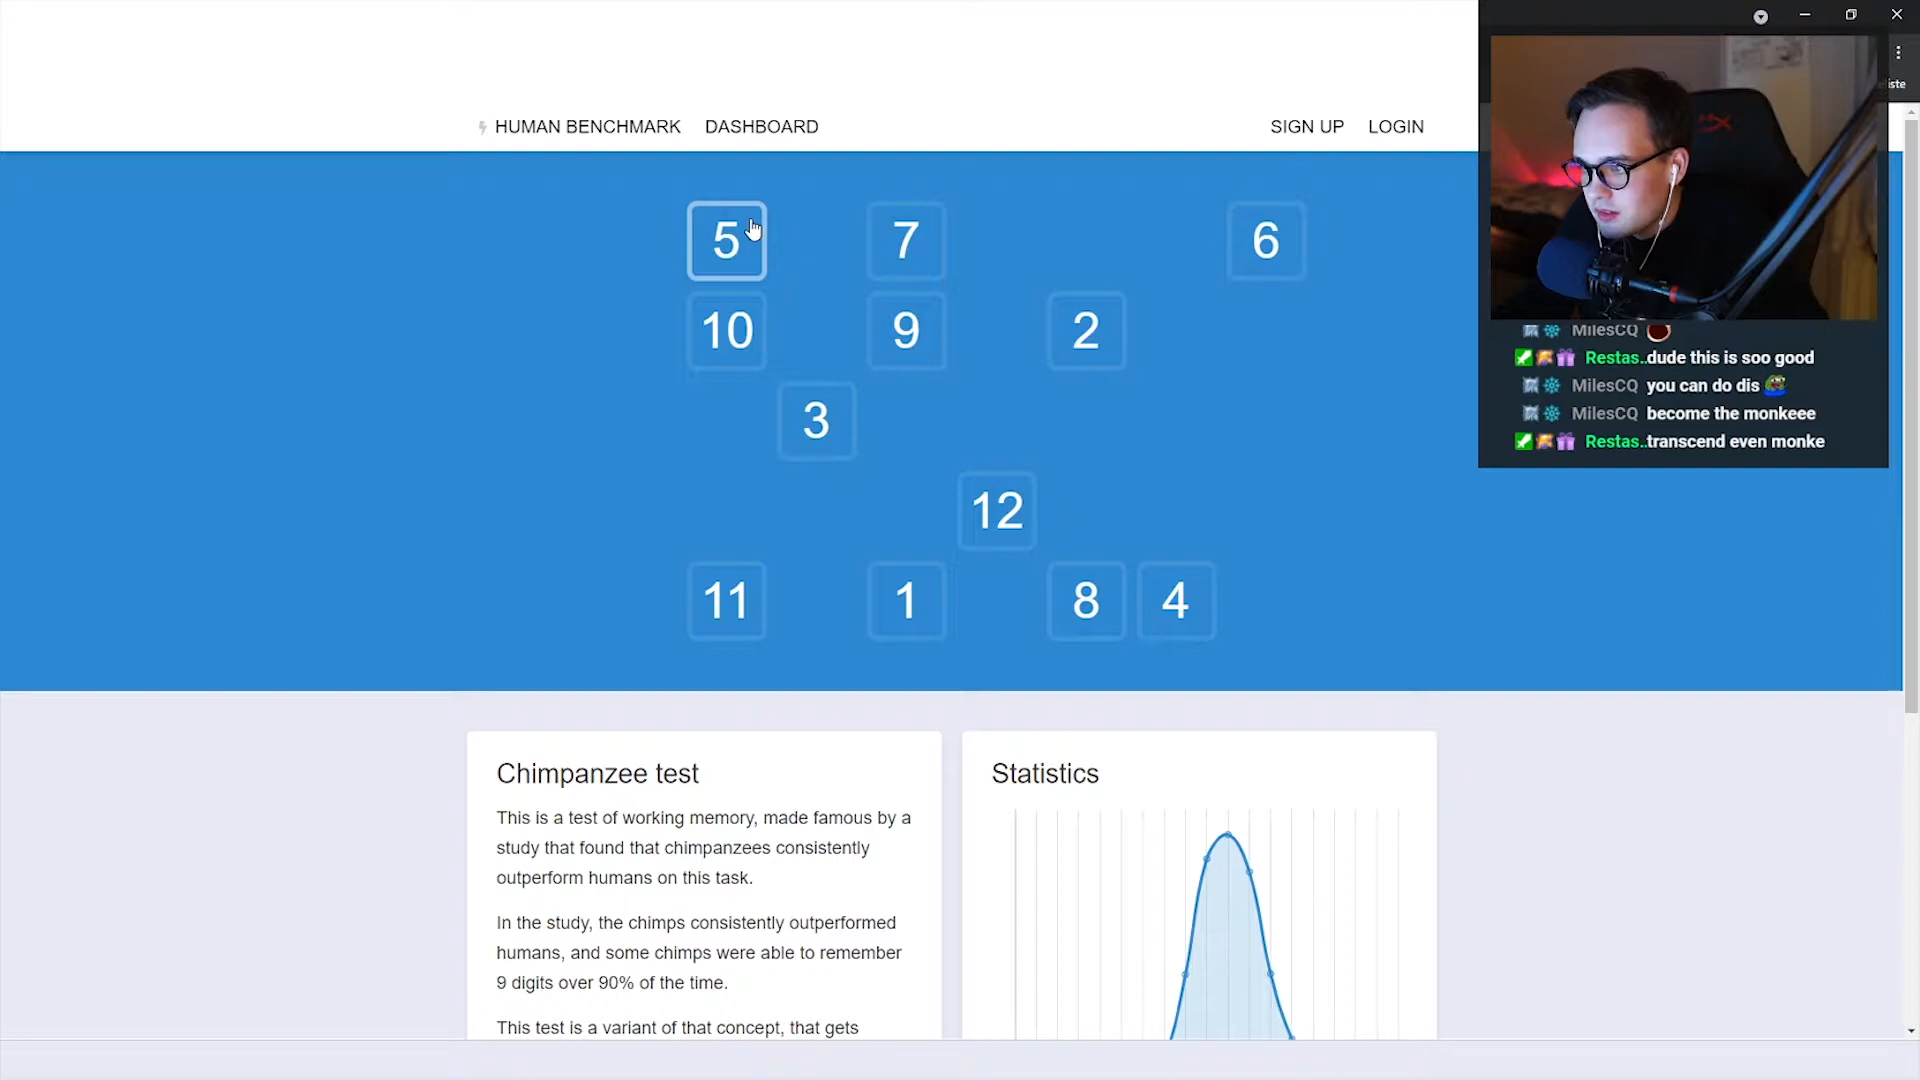 HUMAN BENCHMARK DASHBOARD SIGN UP LOGIN
5 7 6
10 9 2
3
12
11 1 8 4
Chimpanzee test
This is a test of working memory, made famous by a
study that found that chimpanzees consistently
outperform humans on this task.
In the study, the chimps consistently outperformed
humans, and some chimps were able to remember
9 digits over 90% of the time.
This test is a variant of that concept, that gets
Statistics
MilesCQ
Restas..dude this is soo good
MilesCQ you can do dis
MilesCQ become the monkeee
Restas..transcend even monke